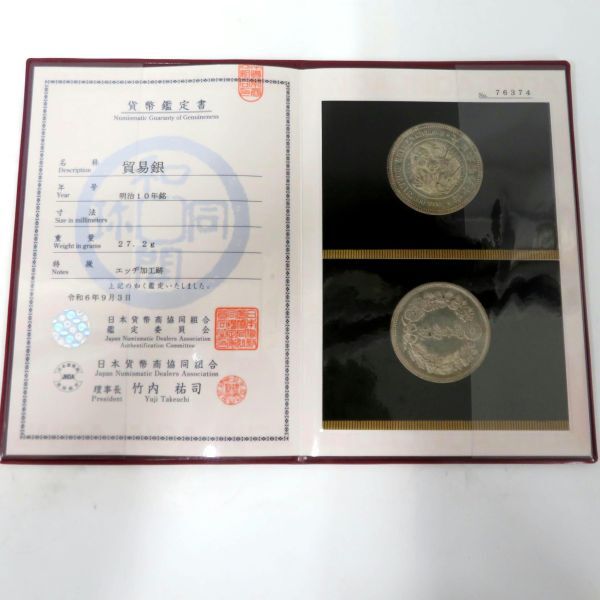 貨幣鑑定書
Numismatic Guaranty of Genuineness
名称 貿易銀
Description
年号 明治10年銘
Year
寸法
Size in millimeters
重量 27.2g
Weight in grams
特徴 エッヂ加工跡
Notes
上記の如く鑑定いたしました。
令和6年9月3日
日本貨幣商協同組合
鑑定委員会
Japan Numismatic Dealers Association
Authentification Committee
日本貨幣商協同組合
Japan Numismatic Dealers Association
理事長 竹内祐司
President Yuji Takeuchi
JNDA
No. 76374